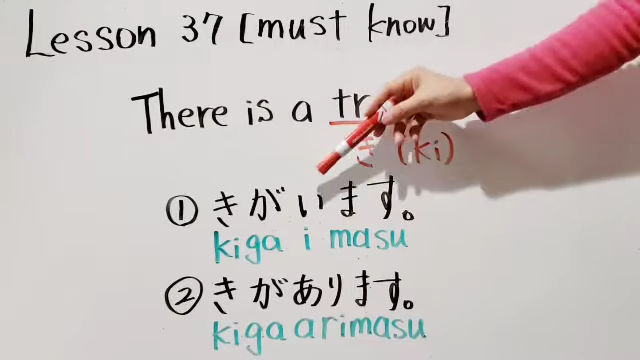 Lesson 37 [must know]
There is a tr
き (ki)
① きがいます。
kiga i masu
② きがあります。
kiga arimasu